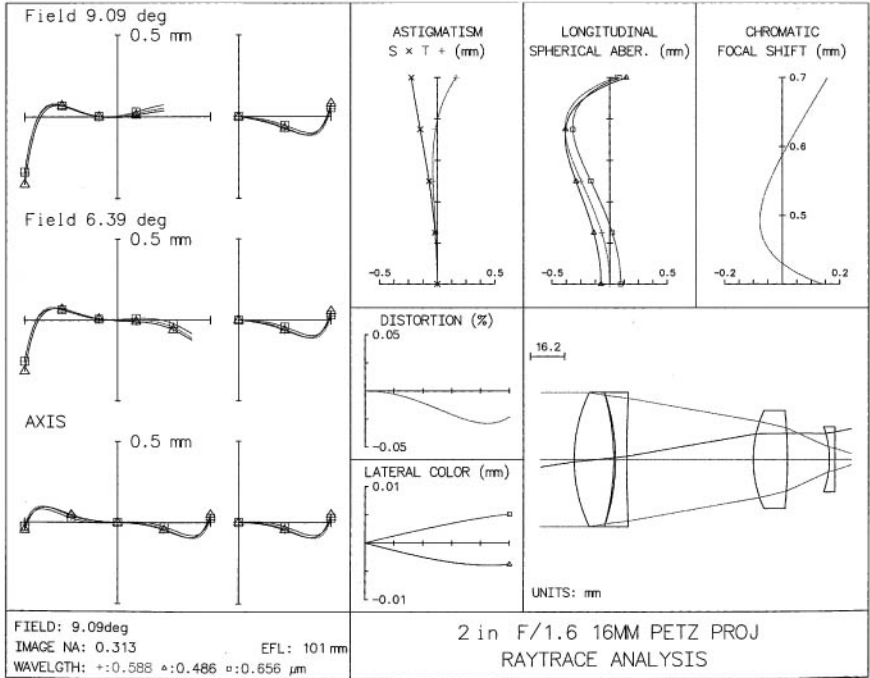 Field 9.09 deg
0.5 mm
Field 6.39 deg
0.5 mm
AXIS
0.5 mm
ASTIGMATISM
S × T + (mm)
-0.5
0.5
LONGITUDINAL
SPHERICAL ABER. (mm)
-0.5
0.5
CHROMATIC
FOCAL SHIFT (mm)
0.7
0.6
0.5
-0.2
0.2
DISTORTION (%)
0.05
-0.05
LATERAL COLOR (mm)
0.01
-0.01
16.2
UNITS: mm
FIELD: 9.09deg
IMAGE NA: 0.313 EFL: 101 mm
WAVELGTH: +:0.588 ▵:0.486 ▫:0.656 µm
2 in F/1.6 16MM PETZ PROJ
RAYTRACE ANALYSIS